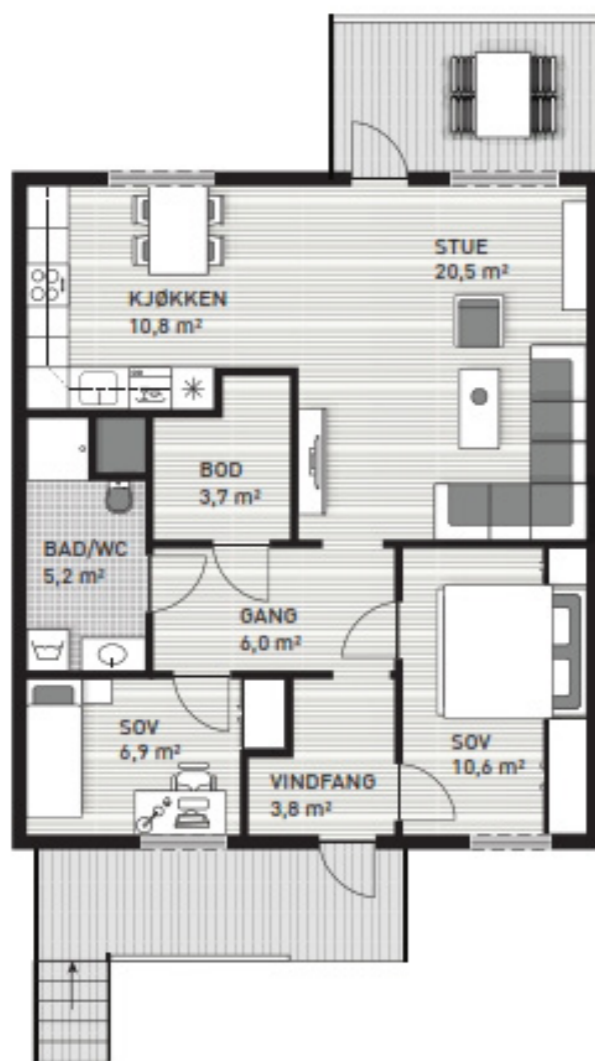 STUE
20,5 m²
KJØKKEN
10,8 m²
BOD
3,7 m²
BAD/WC
5,2 m²
GANG
6,0 m²
SOV
6,9 m²
SOV
10,6 m²
VINDFANG
3,8 m²